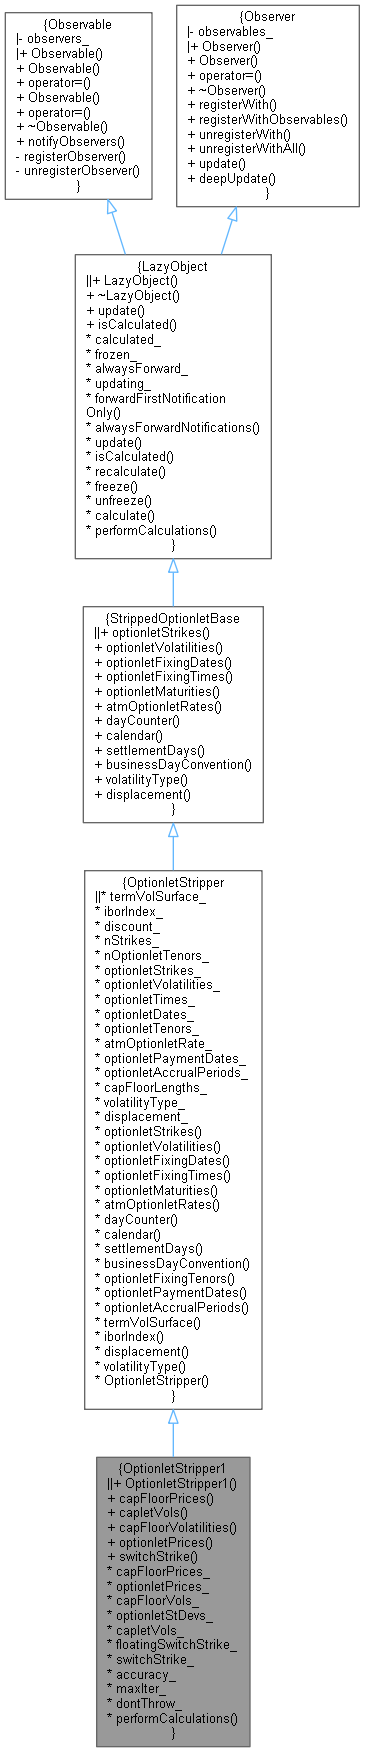 {Observable
|- observers_
|+ Observable()
+ Observable()
+ operator=()
+ Observable()
+ operator=()
+ ~Observable()
+ notifyObservers()
- registerObserver()
- unregisterObserver()
}
{Observer
|- observables_
|+ Observer()
+ Observer()
+ operator=()
+ ~Observer()
+ registerWith()
+ registerWithObservables()
+ unregisterWith()
+ unregisterWithAll()
+ update()
+ deepUpdate()
}
{LazyObject
||+ LazyObject()
+ ~LazyObject()
+ update()
+ isCalculated()
* calculated_
* frozen_
* alwaysForward_
* updating_
* forwardFirstNotification
Only()
* alwaysForwardNotifications()
* update()
* isCalculated()
* recalculate()
* freeze()
* unfreeze()
* calculate()
* performCalculations()
}
{StrippedOptionletBase
||+ optionletStrikes()
+ optionletVolatilities()
+ optionletFixingDates()
+ optionletFixingTimes()
+ optionletMaturities()
+ atmOptionletRates()
+ dayCounter()
+ calendar()
+ settlementDays()
+ businessDayConvention()
+ volatilityType()
+ displacement()
}
{OptionletStripper
||* termVolSurface_
* iborIndex_
* discount_
* nStrikes_
* nOptionletTenors_
* optionletStrikes_
* optionletVolatilities_
* optionletTimes_
* optionletDates_
* optionletTenors_
* atmOptionletRate_
* optionletPaymentDates_
* optionletAccrualPeriods_
* capFloorLengths_
* volatilityType_
* displacement_
* optionletStrikes()
* optionletVolatilities()
* optionletFixingDates()
* optionletFixingTimes()
* optionletMaturities()
* atmOptionletRates()
* dayCounter()
* calendar()
* settlementDays()
* businessDayConvention()
* optionletFixingTenors()
* optionletPaymentDates()
* optionletAccrualPeriods()
* termVolSurface()
* iborIndex()
* displacement()
* volatilityType()
* OptionletStripper()
}
{OptionletStripper1
||+ OptionletStripper1()
+ capFloorPrices()
+ capletVols()
+ capFloorVolatilities()
+ optionletPrices()
+ switchStrike()
* capFloorPrices_
* optionletPrices_
* capFloorVols_
* optionletStDevs_
* capletVols_
* floatingSwitchStrike_
* switchStrike_
* accuracy_
* maxIter_
* dontThrow_
* performCalculations()
}